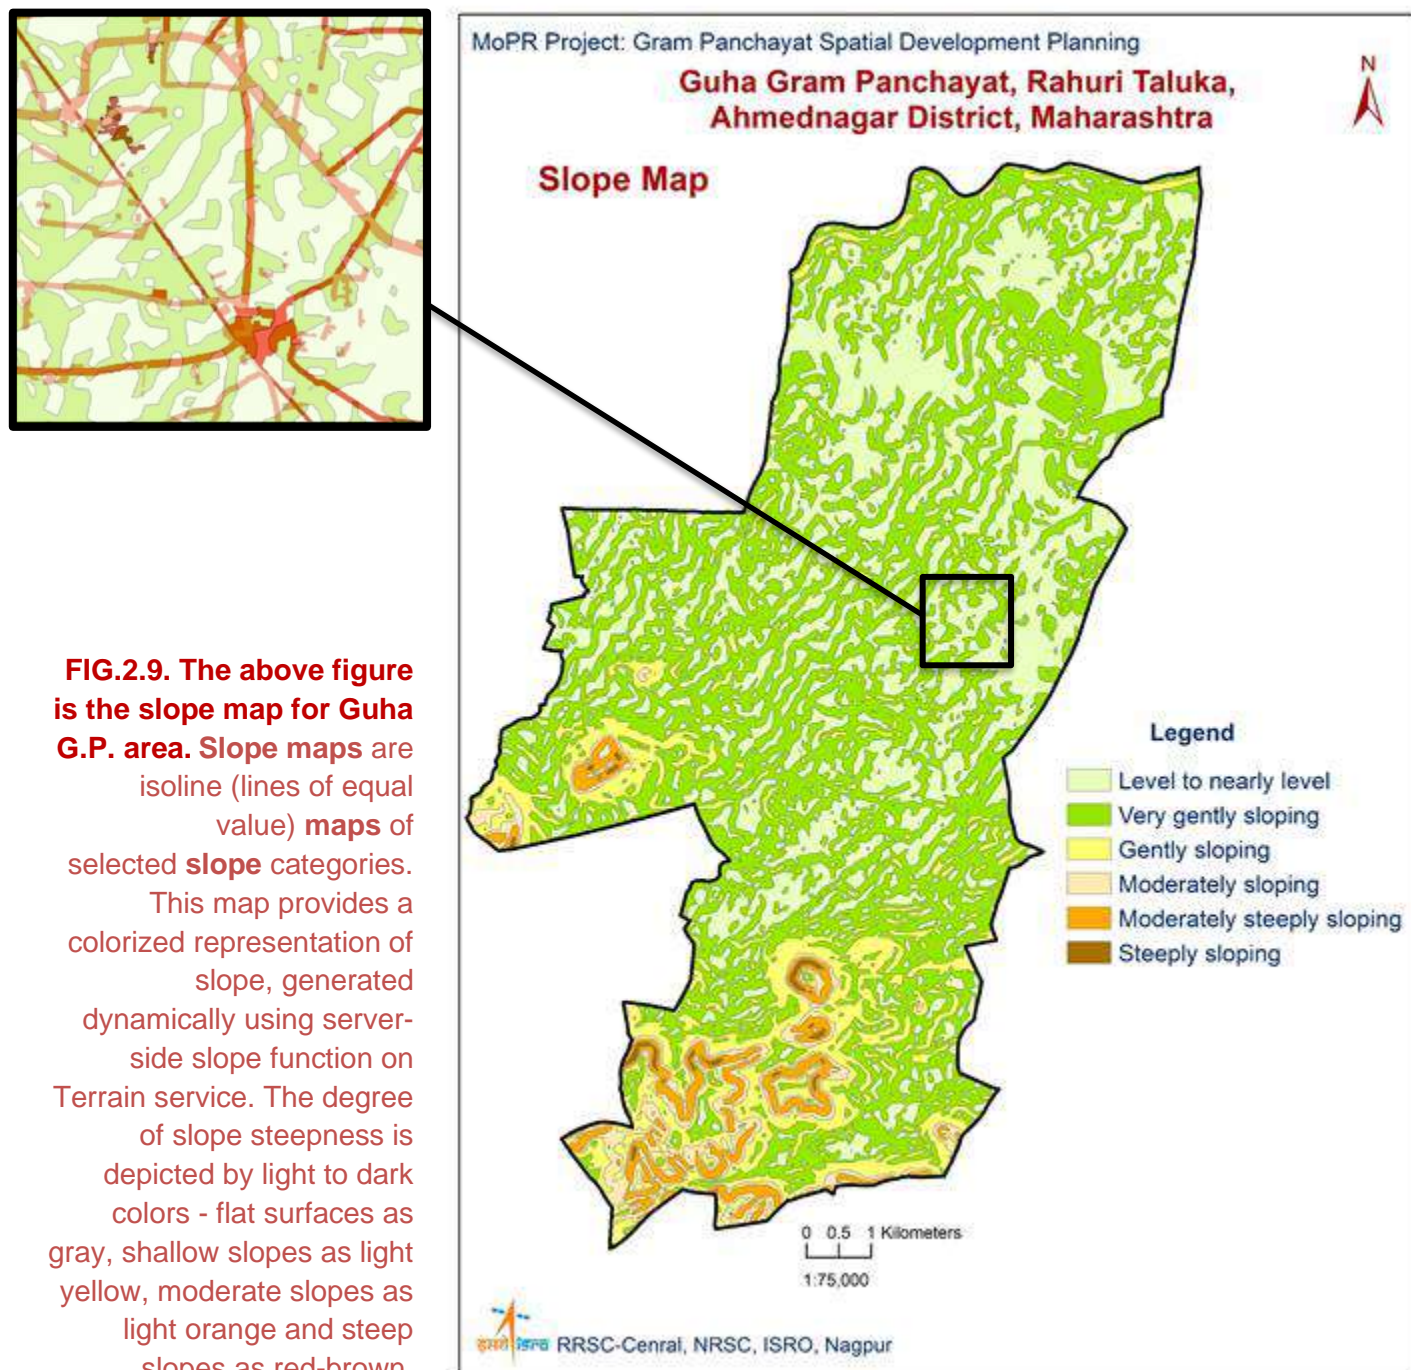 MoPR Project: Gram Panchayat Spatial Development Planning
Guha Gram Panchayat, Rahuri Taluka,
Ahmednagar District, Maharashtra
N
Slope Map
FIG.2.9. The above figure
is the slope map for Guha
G.P. area. Slope maps are
isoline (lines of equal
value) maps of
selected slope categories.
This map provides a
colorized representation of
slope, generated
dynamically using server-
side slope function on
Terrain service. The degree
of slope steepness is
depicted by light to dark
colors - flat surfaces as
gray, shallow slopes as light
yellow, moderate slopes as
light orange and steep
slopes as red-brown.
Legend
Level to nearly level
Very gently sloping
Gently sloping
Moderately sloping
Moderately steeply sloping
Steeply sloping
0 0.5 1 Kilometers
1:75,000
इसरो isro RRSC-Cenral, NRSC, ISRO, Nagpur